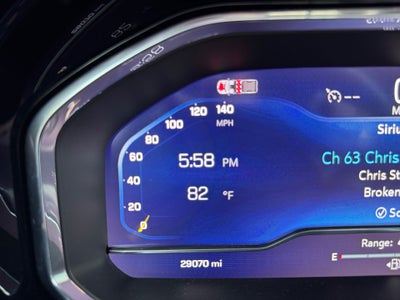 140
120
100
MPH
80
60
40
20
0
--
Siriu
5:58 PM
Ch 63 Chris
Chris St
82 °F
Broken
Range:
E
29070 mi